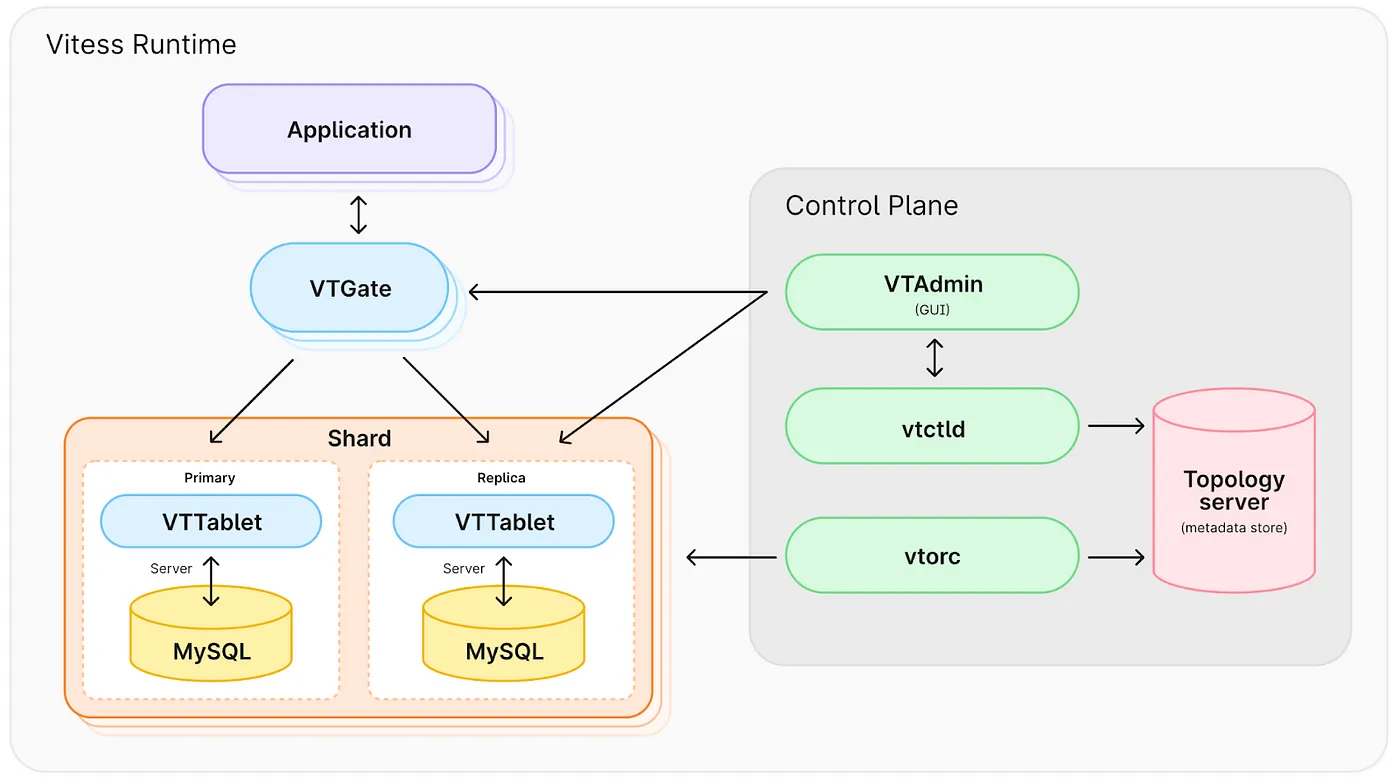 Vitess Runtime
Application
VTGate
Shard
Primary
VTTablet
Server
MySQL
Replica
VTTablet
Server
MySQL
Control Plane
VTAdmin
(GUI)
vtctld
vtorc
Topology
server
(metadata store)